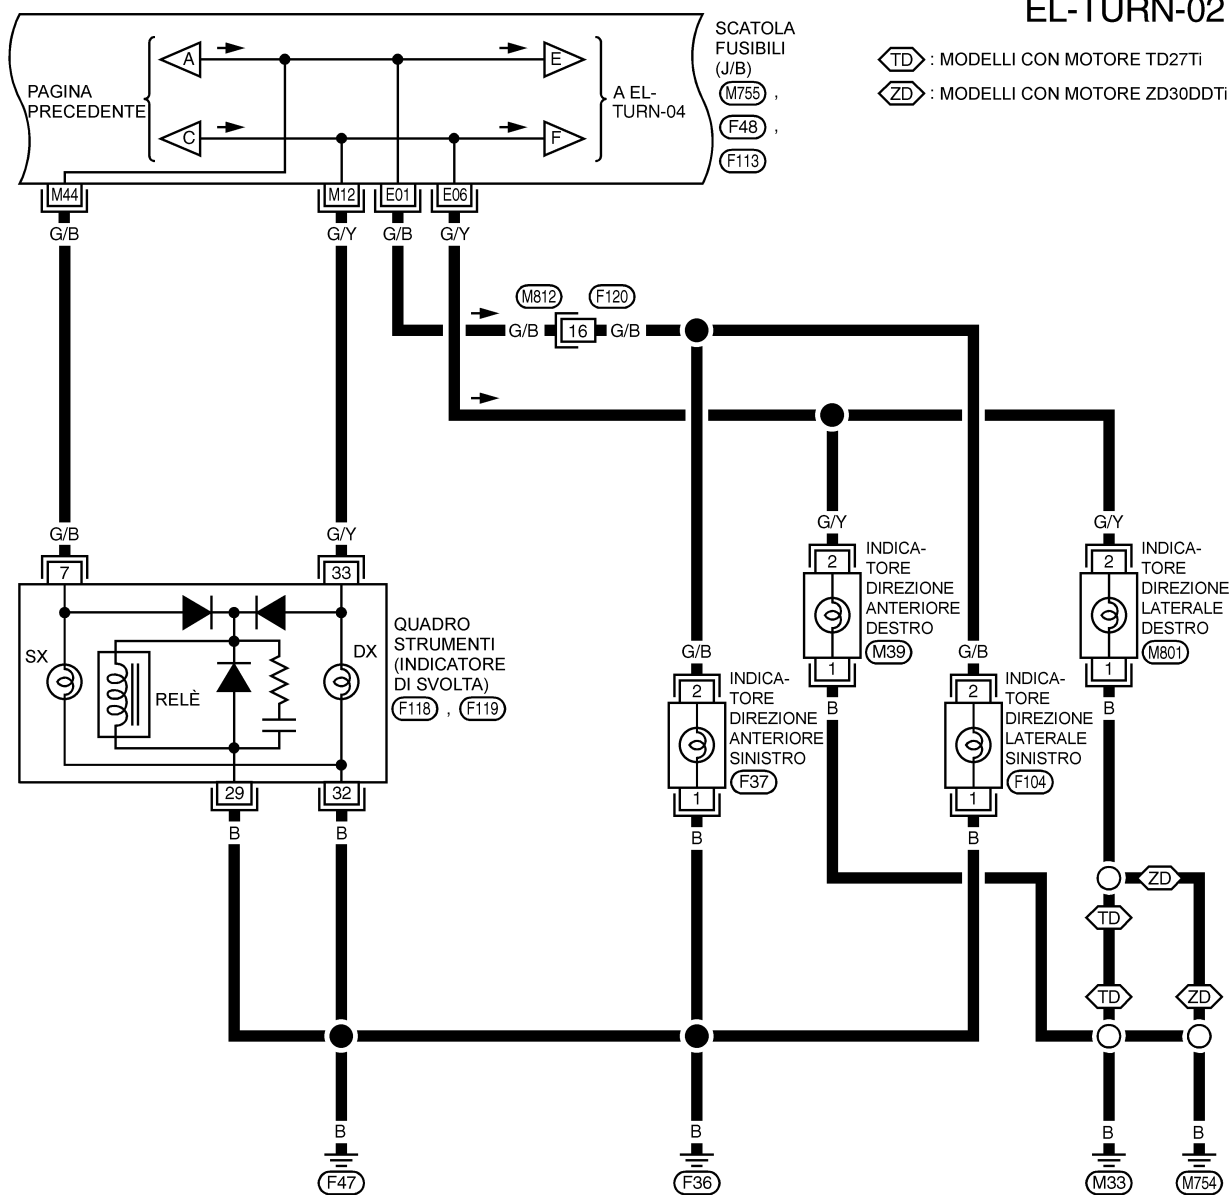 EL-TURN-02
TD : MODELLI CON MOTORE TD27Ti
ZD : MODELLI CON MOTORE ZD30DDTi
SCATOLA
FUSIBILI
(J/B)
M755 ,
F48 ,
F113
PAGINA
PRECEDENTE
A
E
C
F
A EL-
TURN-04
M44
M12
E01
E06
G/B
G/Y
G/B
G/Y
M812
F120
G/B
16
G/B
G/B
G/Y
7
33
SX
DX
RELÈ
QUADRO
STRUMENTI
(INDICATORE
DI SVOLTA)
F118 , F119
29
32
B
B
G/Y
2
INDICA-
TORE
DIREZIONE
ANTERIORE
DESTRO
M39
1
B
G/Y
2
INDICA-
TORE
DIREZIONE
LATERALE
DESTRO
M801
1
B
G/B
2
INDICA-
TORE
DIREZIONE
ANTERIORE
SINISTRO
F37
1
B
G/B
2
INDICA-
TORE
DIREZIONE
LATERALE
SINISTRO
F104
1
B
ZD
TD
TD
ZD
B
B
B
B
F47
F36
M33
M754